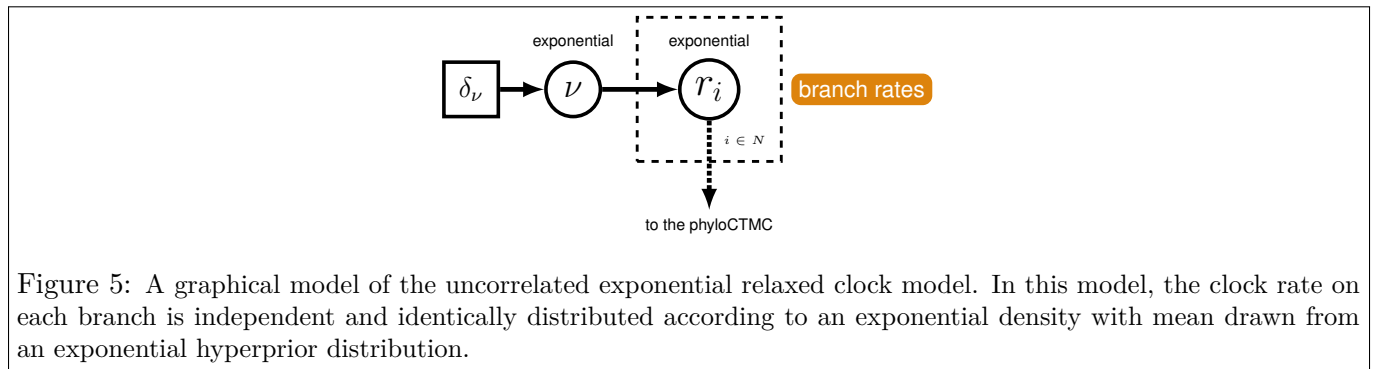 exponential exponential
δ_ν ν r_i branch rates
i ∈ N
to the phyloCTMC
Figure 5: A graphical model of the uncorrelated exponential relaxed clock model. In this model, the clock rate on
each branch is independent and identically distributed according to an exponential density with mean drawn from
an exponential hyperprior distribution.